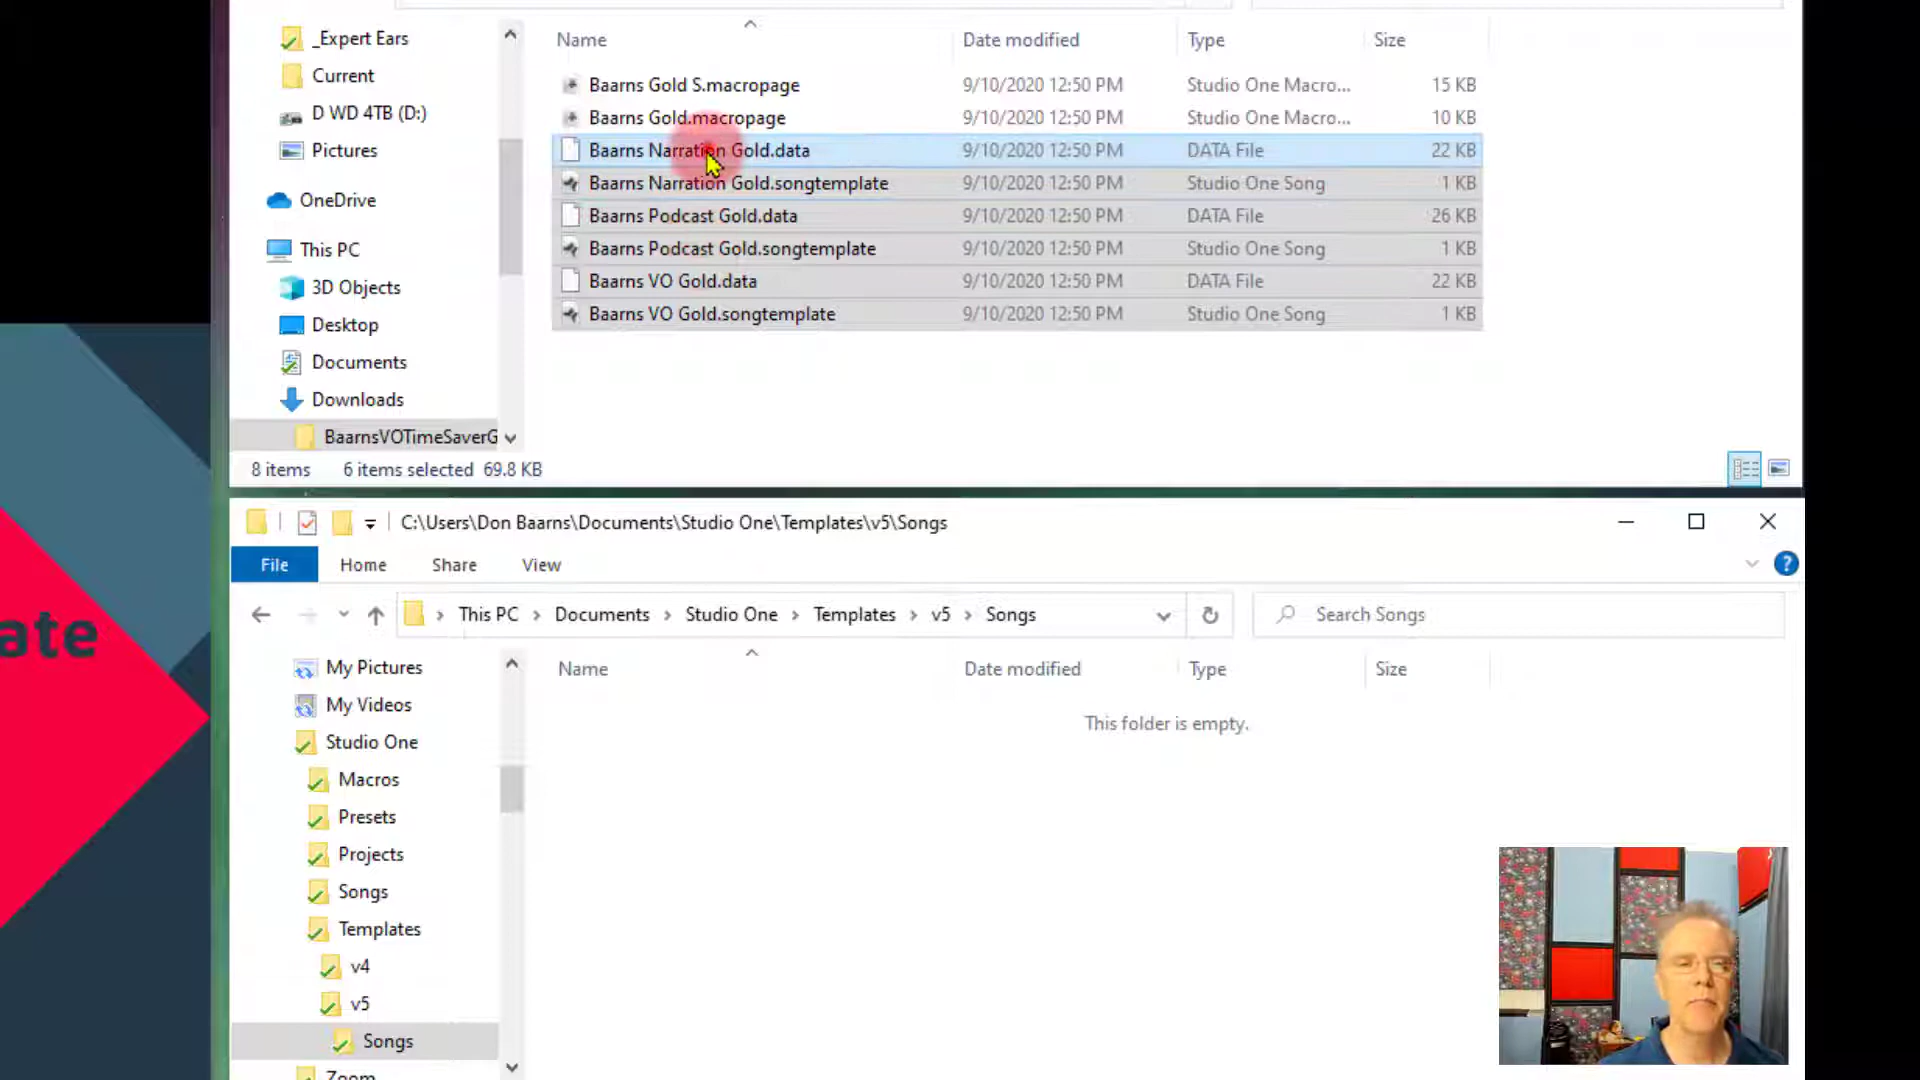 _Expert Ears
Current
D WD 4TB (D:)
Pictures
OneDrive
This PC
3D Objects
Desktop
Documents
Downloads
BaarnsVOTimeSaverG
Name Date modified Type Size
Baarns Gold S.macropage 9/10/2020 12:50 PM Studio One Macro... 15 KB
Baarns Gold.macropage 9/10/2020 12:50 PM Studio One Macro... 10 KB
Baarns Narration Gold.data 9/10/2020 12:50 PM DATA File 22 KB
Baarns Narration Gold.songtemplate 9/10/2020 12:50 PM Studio One Song 1 KB
Baarns Podcast Gold.data 9/10/2020 12:50 PM DATA File 26 KB
Baarns Podcast Gold.songtemplate 9/10/2020 12:50 PM Studio One Song 1 KB
Baarns VO Gold.data 9/10/2020 12:50 PM DATA File 22 KB
Baarns VO Gold.songtemplate 9/10/2020 12:50 PM Studio One Song 1 KB
8 items 6 items selected 69.8 KB
C:\Users\Don Baarns\Documents\Studio One\Templates\v5\Songs
File Home Share View
This PC > Documents > Studio One > Templates > v5 > Songs
Search Songs
My Pictures
My Videos
Studio One
Macros
Presets
Projects
Songs
Templates
v4
v5
Songs
Zoom
Name Date modified Type Size
This folder is empty.
ate